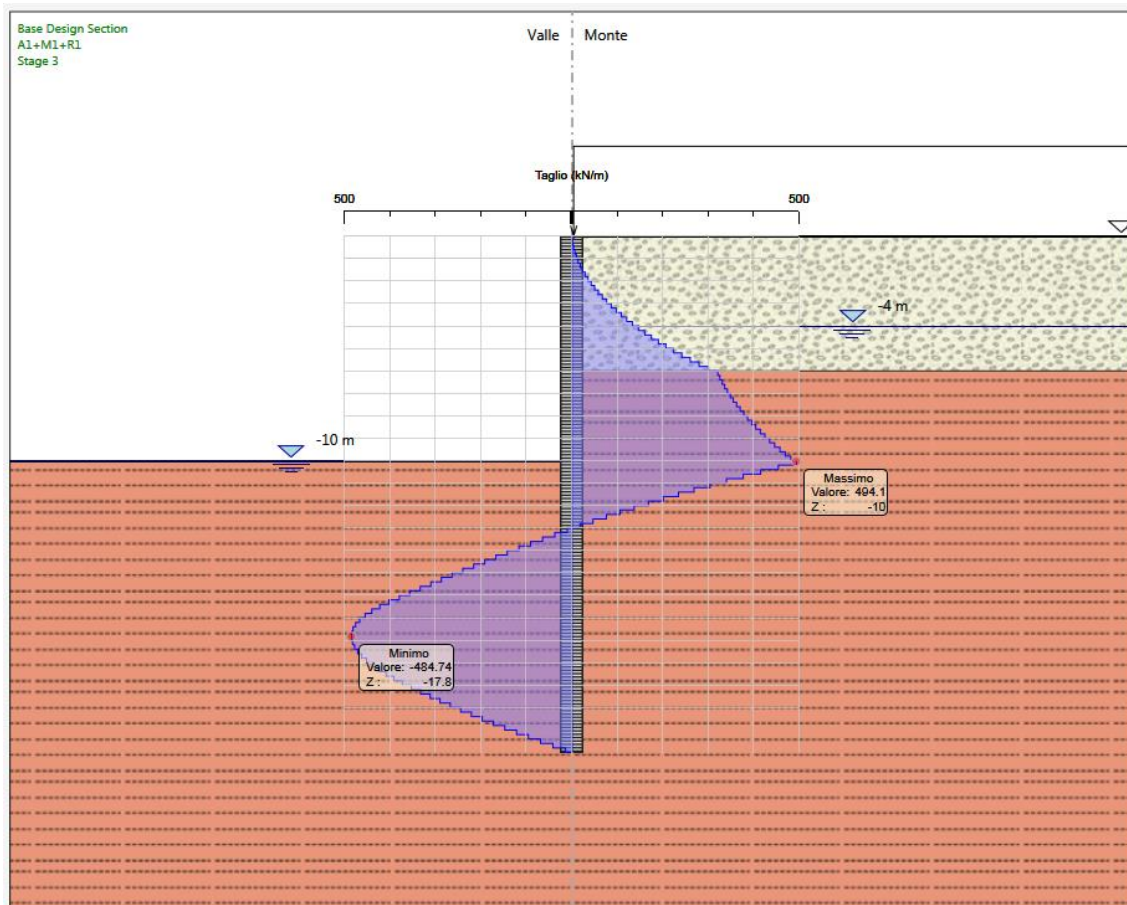 Base Design Section
A1+M1+R1
Stage 3
Valle Monte
Taglio (kN/m)
500 500
-4 m
-10 m
Massimo
Valore: 494.1
Z : -10
Minimo
Valore: -484.74
Z : -17.8